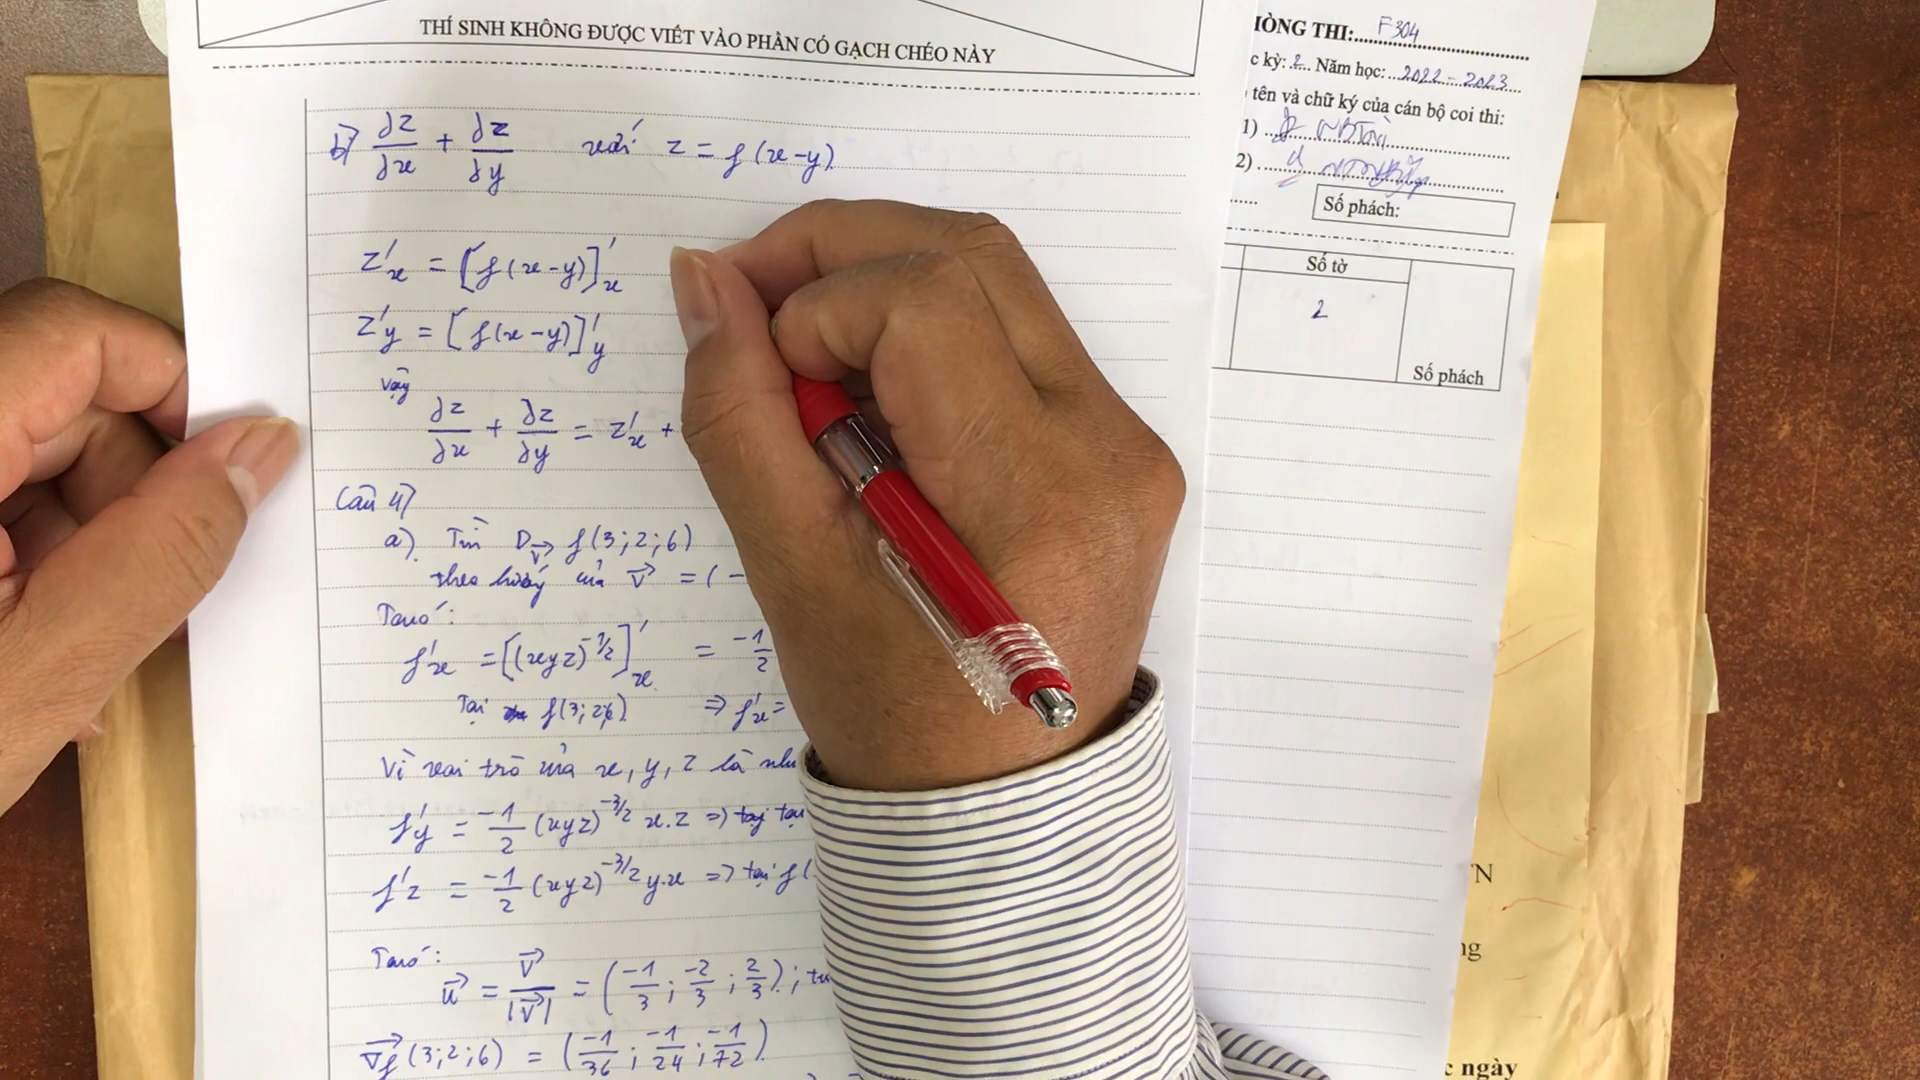 THÍ SINH KHÔNG ĐƯỢC VIẾT VÀO PHẦN CÓ GẠCH CHÉO NÀY
b) ∂z/∂x + ∂z/∂y với z = f(x-y)
z'x = [f(x-y)]'x
z'y = [f(x-y)]'y
Vậy
∂z/∂x + ∂z/∂y = z'x +
Câu 4)
a) Tìm D→v f(3;2;6)
theo hướng của →v = (-
Ta có:
f'x = [(xyz)^-1/2]'x = -1/2
Tại f(3;2;6) => f'x =
Vì vai trò của x, y, z là như
f'y = -1/2 (xyz)^-3/2 x.z => tại
f'z = -1/2 (xyz)^-3/2 y.x => tại f(
Ta có:
→u = →v/|→v| = (-1/3 ; -2/3 ; 2/3) ;
→∇f (3;2;6) = (-1/36 ; -1/24 ; -1/72)
HÒNG THI: F304
c kỳ: 2 Năm học: 2022 - 2023
tên và chữ ký của cán bộ coi thi:
1)
2)
Số phách:
Số tờ
2
Số phách
TN
ng
c ngày